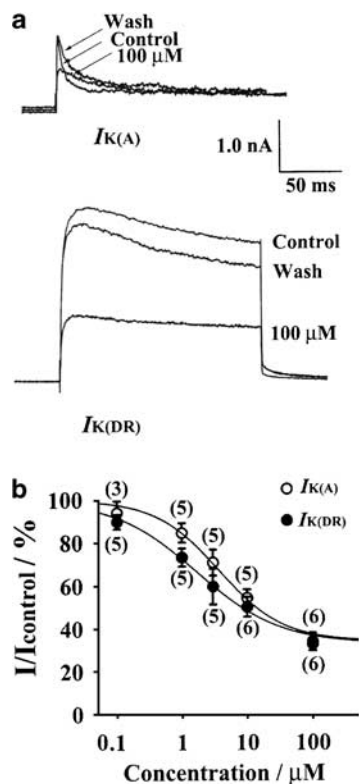 a
Wash
Control
100 µM
IK(A)
1.0 nA
50 ms
Control
Wash
100 µM
IK(DR)
b
I/Icontrol / %
100
80
60
40
20
0
(3)
(5)
(5)
(5)
(6)
(5)
(5)
(5)
(6)
(6)
IK(A)
IK(DR)
0.1
1
10
100
Concentration / µM